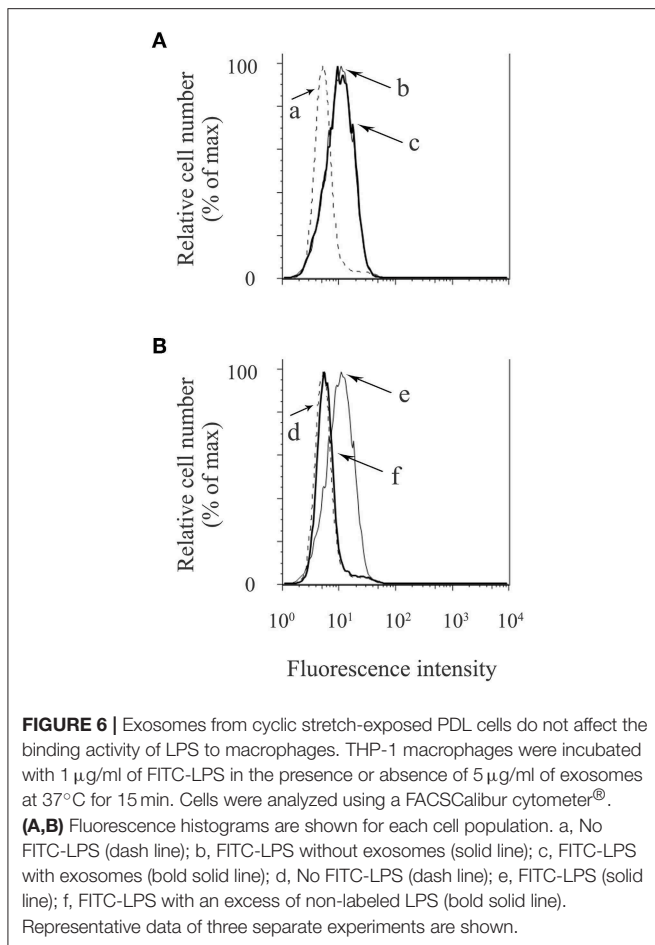 A
100
a
b
c
Relative cell number
(% of max)
0
B
100
d
e
f
Relative cell number
(% of max)
0
10⁰ 10¹ 10² 10³ 10⁴
Fluorescence intensity
FIGURE 6 | Exosomes from cyclic stretch-exposed PDL cells do not affect the
binding activity of LPS to macrophages. THP-1 macrophages were incubated
with 1 μg/ml of FITC-LPS in the presence or absence of 5 μg/ml of exosomes
at 37°C for 15 min. Cells were analyzed using a FACSCalibur cytometer®.
(A,B) Fluorescence histograms are shown for each cell population. a, No
FITC-LPS (dash line); b, FITC-LPS without exosomes (solid line); c, FITC-LPS
with exosomes (bold solid line); d, No FITC-LPS (dash line); e, FITC-LPS (solid
line); f, FITC-LPS with an excess of non-labeled LPS (bold solid line).
Representative data of three separate experiments are shown.